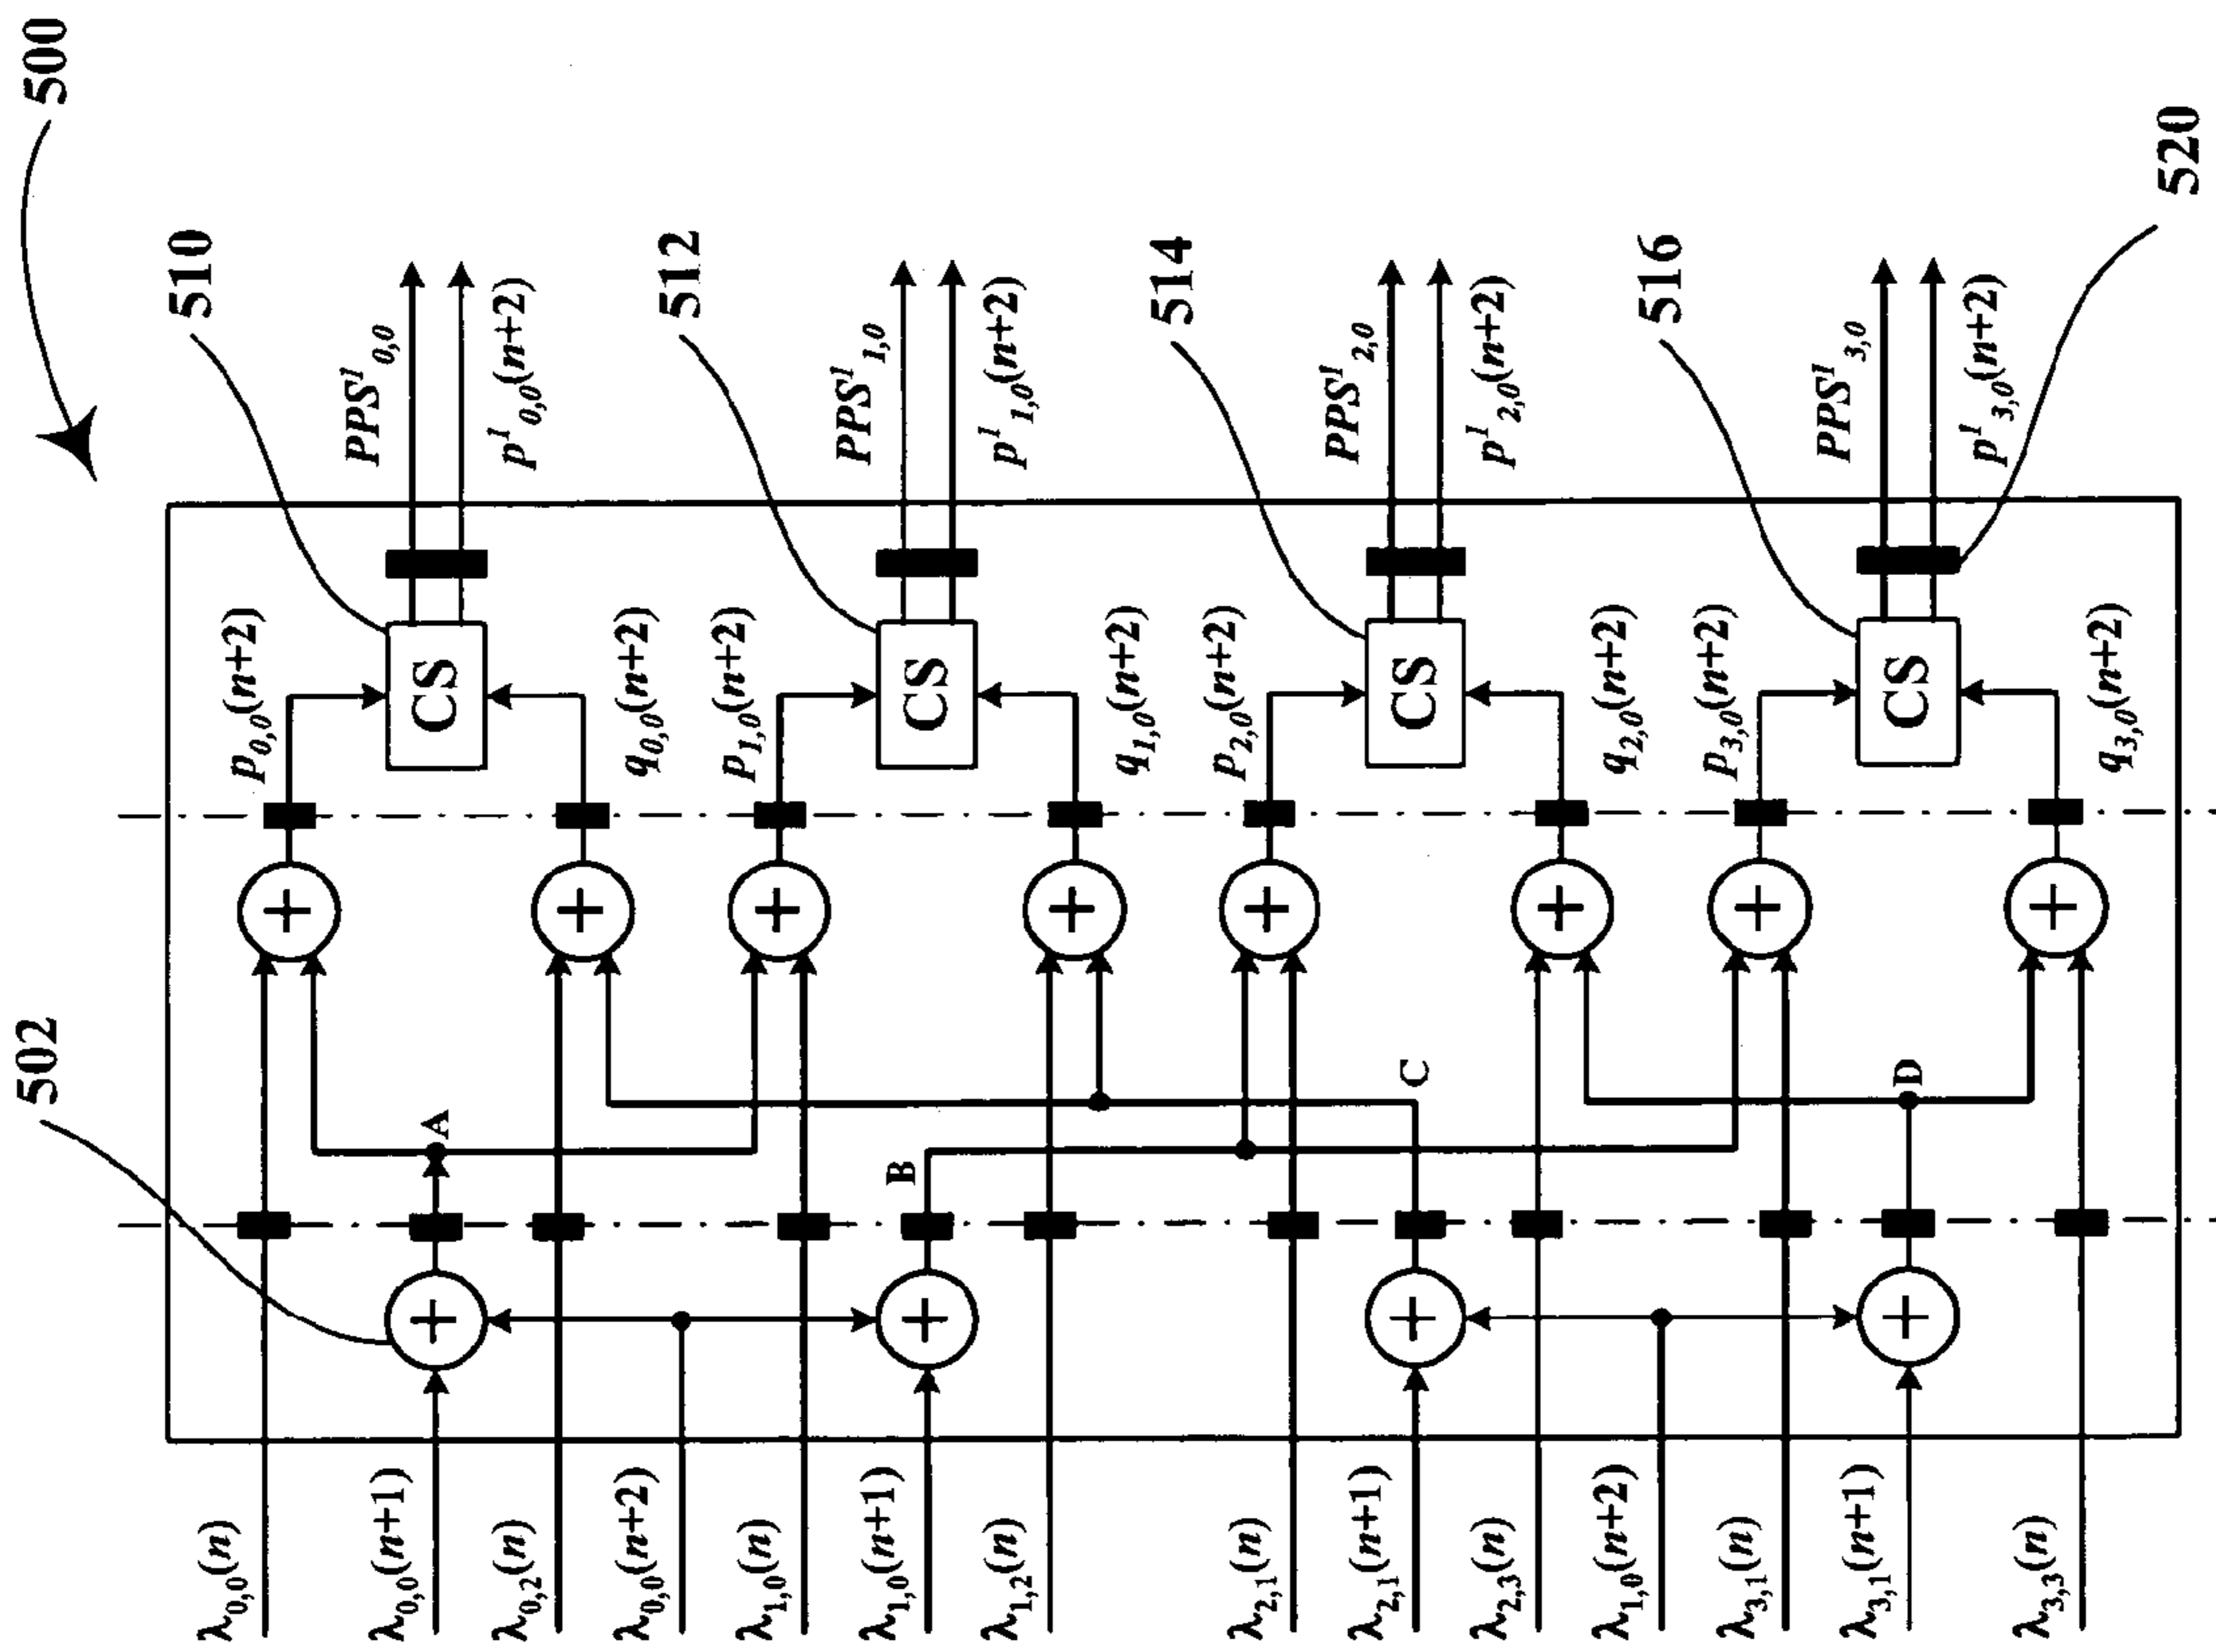 500
502
510
512
514
516
520
λ0,0(n)
λ0,0(n+1)
λ0,2(n)
λ0,0(n+2)
λ1,0(n)
λ1,0(n+1)
λ1,2(n)
λ2,1(n)
λ2,1(n+1)
λ2,3(n)
λ1,0(n+2)
λ3,1(n)
λ3,1(n+1)
λ3,3(n)
+
+
+
+
A
B
C
D
+
+
+
+
+
+
+
+
p0,0(n+2)
q0,0(n+2)
p1,0(n+2)
q1,0(n+2)
p2,0(n+2)
q2,0(n+2)
p3,0(n+2)
q3,0(n+2)
CS
CS
CS
CS
PPS¹0,0
p¹0,0(n+2)
PPS¹1,0
p¹1,0(n+2)
PPS¹2,0
p¹2,0(n+2)
PPS¹3,0
p¹3,0(n+2)